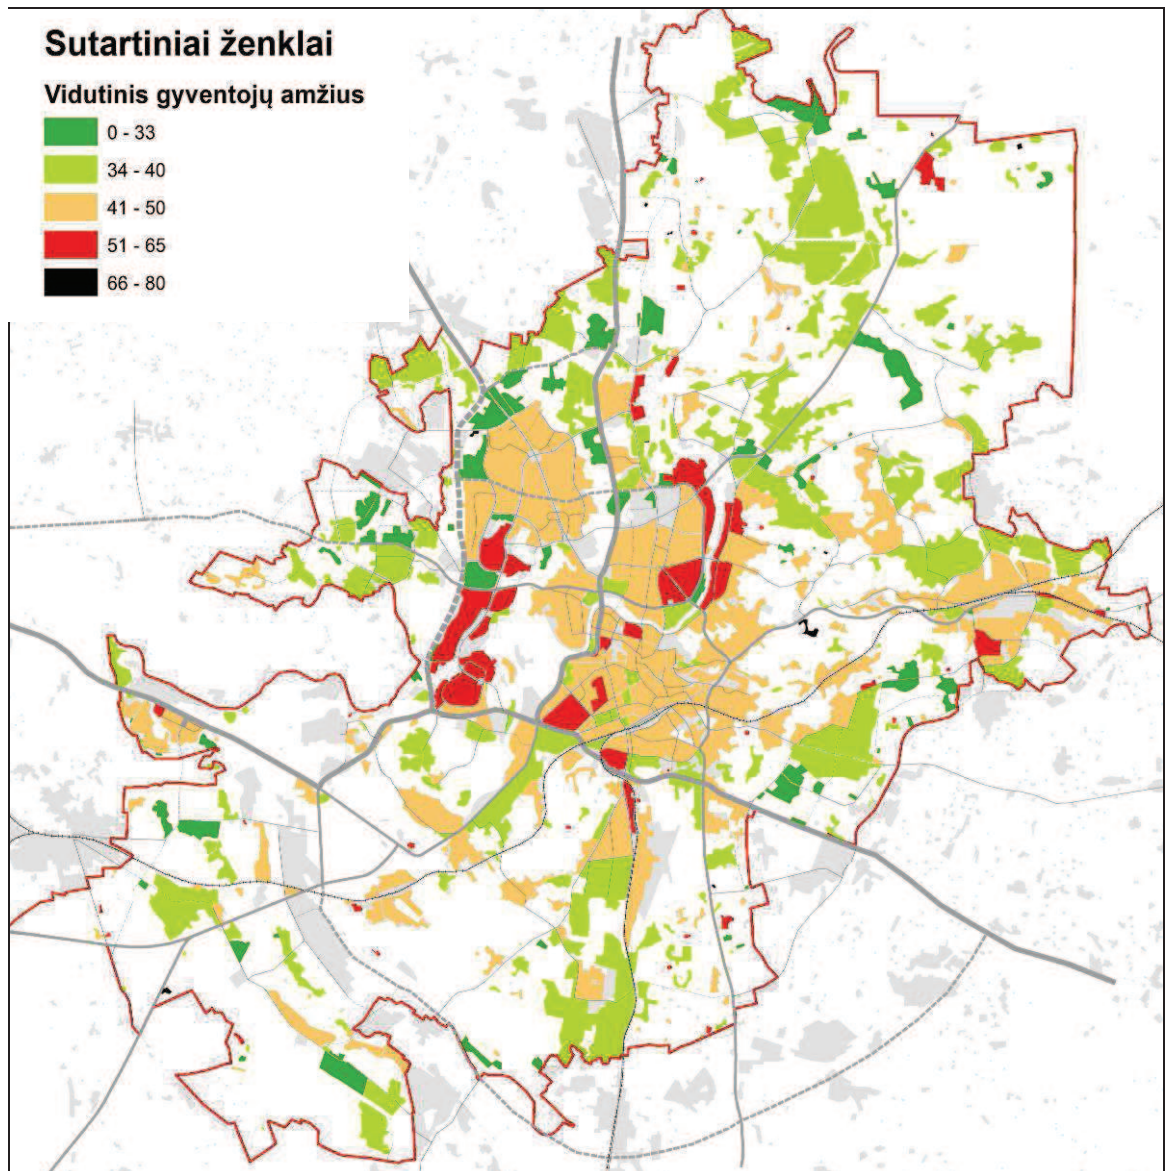 Sutartiniai ženklai
Vidutinis gyventojų amžius
0 - 33
34 - 40
41 - 50
51 - 65
66 - 80